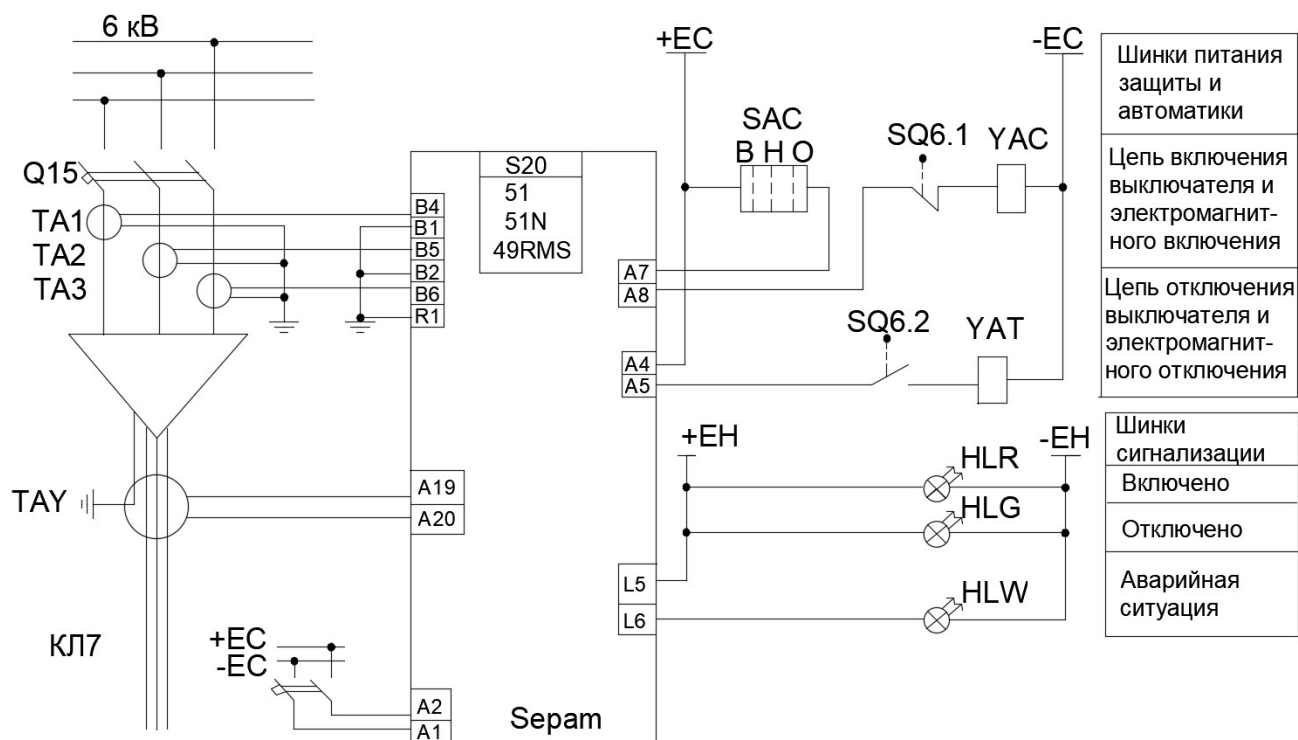 6 кВ
Q15
TA1
TA2
TA3
TAY
КЛ7
+EC
-EC
S20
51
51N
49RMS
B4
B1
B5
B2
B6
R1
A19
A20
A2
A1
Sepam
A7
A8
A4
A5
L5
L6
+EC
-EC
SAC
В Н О
SQ6.1
YAC
SQ6.2
YAT
+EH
-EH
HLR
HLG
HLW
Шинки питания
защиты и
автоматики
Цепь включения
выключателя и
электромагнит-
ного включения
Цепь отключения
выключателя и
электромагнит-
ного отключения
Шинки
сигнализации
Включено
Отключено
Аварийная
ситуация